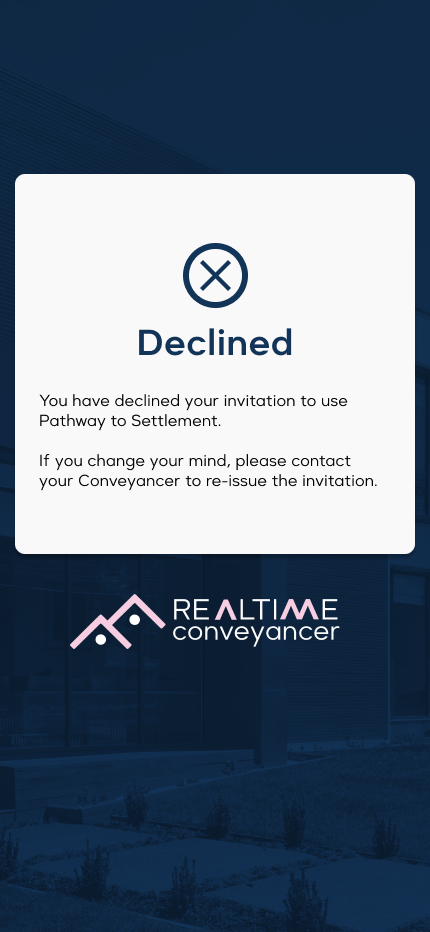 Declined
You have declined your invitation to use
Pathway to Settlement.
If you change your mind, please contact
your Conveyancer to re-issue the invitation.
REALTIME
conveyancer